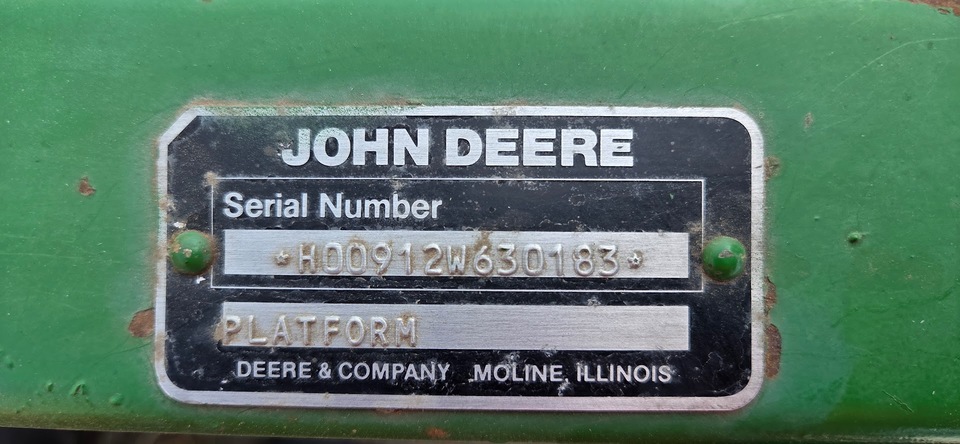 JOHN DEERE
Serial Number
*H00912W630183*
PLATFORM
DEERE & COMPANY MOLINE ILLINOIS